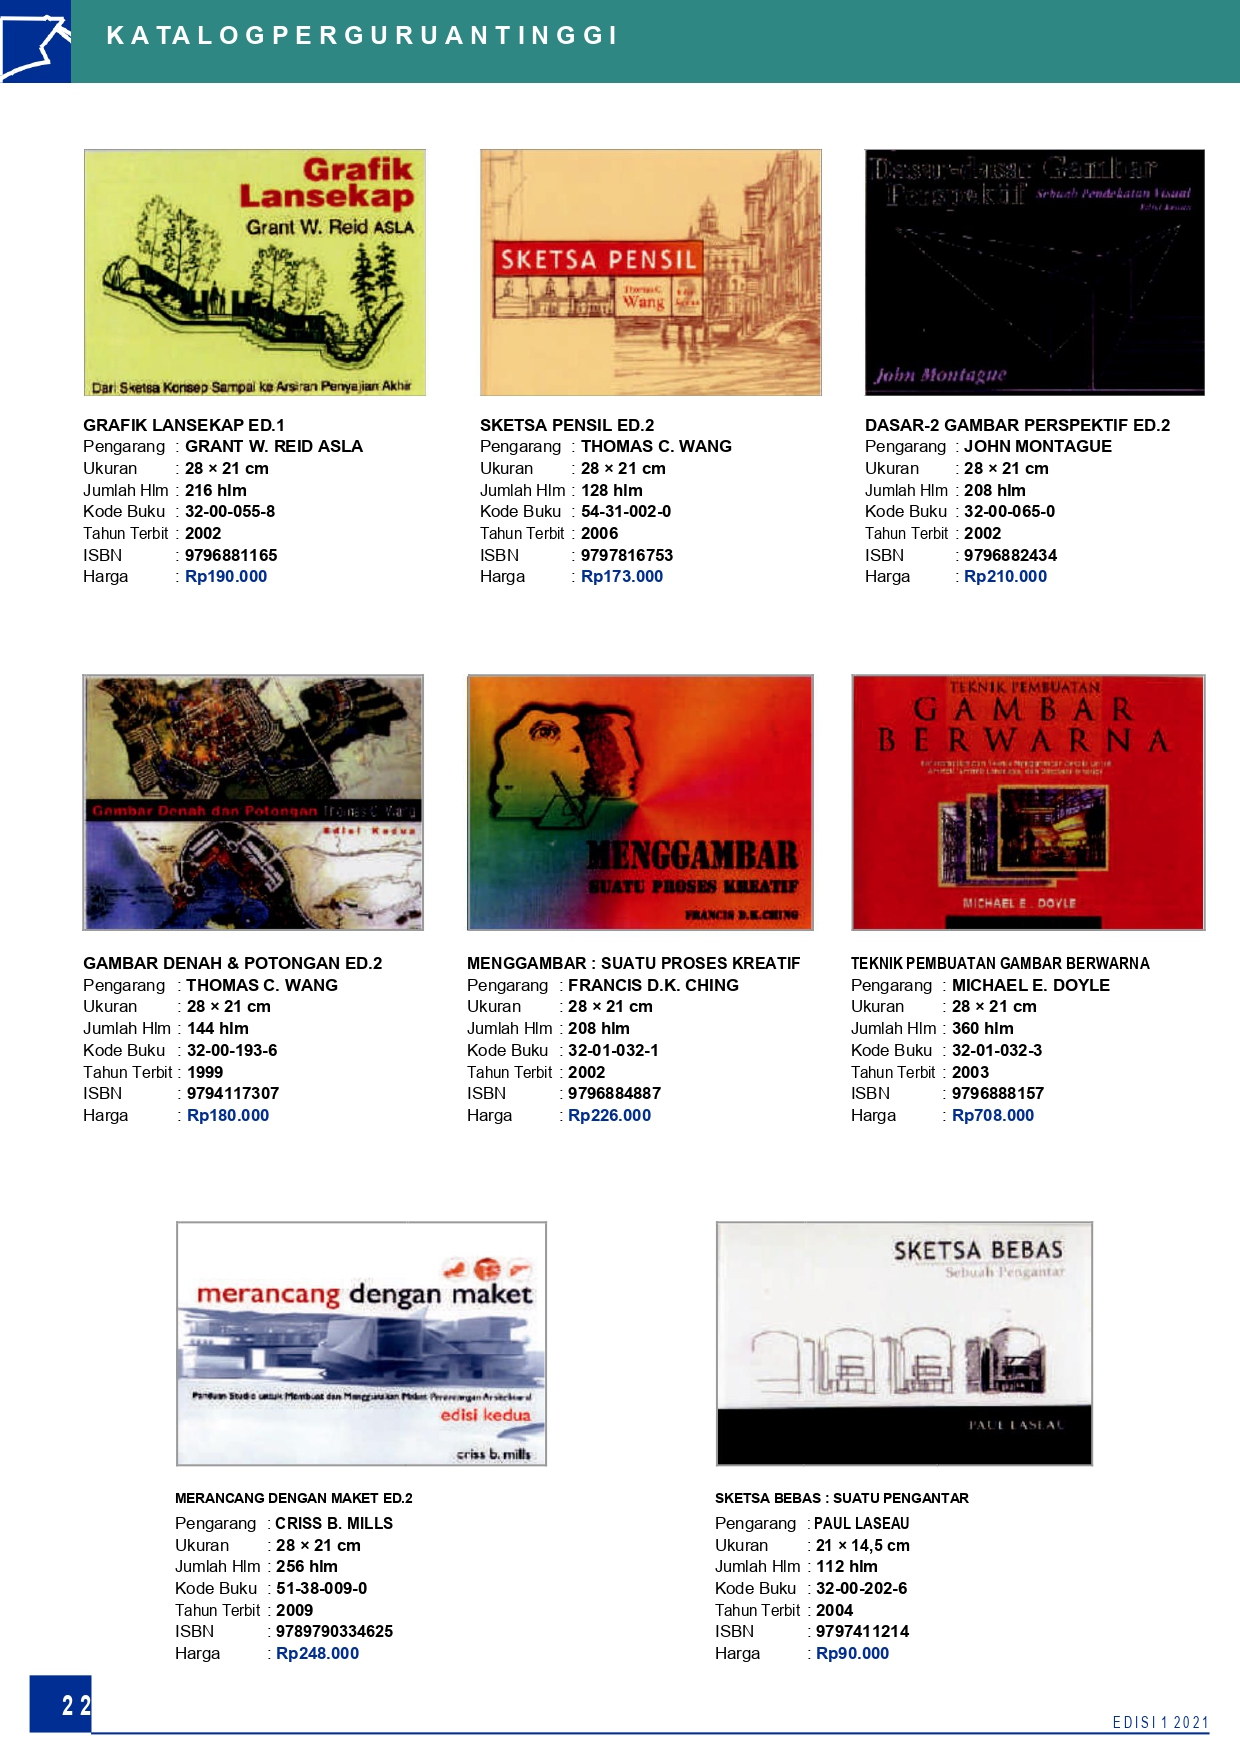 KATALOGPERGURUANTINGGI
Grafik
Lansekap
Grant W. Reid ASLA
Dari Sketsa Konsep Sampai ke Arsiran Penyajian Akhir
GRAFIK LANSEKAP ED.1
Pengarang : GRANT W. REID ASLA
Ukuran : 28 × 21 cm
Jumlah Hlm : 216 hlm
Kode Buku : 32-00-055-8
Tahun Terbit : 2002
ISBN : 9796881165
Harga : Rp190.000
SKETSA PENSIL
Thomas C.
Wang
SKETSA PENSIL ED.2
Pengarang : THOMAS C. WANG
Ukuran : 28 × 21 cm
Jumlah Hlm : 128 hlm
Kode Buku : 54-31-002-0
Tahun Terbit : 2006
ISBN : 9797816753
Harga : Rp173.000
Dasar-dasar Gambar
Perspektif Sebuah Pendekatan Visual
Edisi Kedua
John Montague
DASAR-2 GAMBAR PERSPEKTIF ED.2
Pengarang : JOHN MONTAGUE
Ukuran : 28 × 21 cm
Jumlah Hlm : 208 hlm
Kode Buku : 32-00-065-0
Tahun Terbit : 2002
ISBN : 9796882434
Harga : Rp210.000
Gambar Denah dan Potongan Thomas C. Wang
Edisi Kedua
GAMBAR DENAH & POTONGAN ED.2
Pengarang : THOMAS C. WANG
Ukuran : 28 × 21 cm
Jumlah Hlm : 144 hlm
Kode Buku : 32-00-193-6
Tahun Terbit : 1999
ISBN : 9794117307
Harga : Rp180.000
MENGGAMBAR
SUATU PROSES KREATIF
FRANCIS D.K. CHING
MENGGAMBAR : SUATU PROSES KREATIF
Pengarang : FRANCIS D.K. CHING
Ukuran : 28 × 21 cm
Jumlah Hlm : 208 hlm
Kode Buku : 32-01-032-1
Tahun Terbit : 2002
ISBN : 9796884887
Harga : Rp226.000
TEKNIK PEMBUATAN
GAMBAR
BERWARNA
MICHAEL E. DOYLE
TEKNIK PEMBUATAN GAMBAR BERWARNA
Pengarang : MICHAEL E. DOYLE
Ukuran : 28 × 21 cm
Jumlah Hlm : 360 hlm
Kode Buku : 32-01-032-3
Tahun Terbit : 2003
ISBN : 9796888157
Harga : Rp708.000
merancang dengan maket
Panduan Studio untuk Membuat dan Menggunakan Maket Perancangan Arsitektural
edisi kedua
criss b. mills
MERANCANG DENGAN MAKET ED.2
Pengarang : CRISS B. MILLS
Ukuran : 28 × 21 cm
Jumlah Hlm : 256 hlm
Kode Buku : 51-38-009-0
Tahun Terbit : 2009
ISBN : 9789790334625
Harga : Rp248.000
SKETSA BEBAS
Sebuah Pengantar
PAUL LASEAU
SKETSA BEBAS : SUATU PENGANTAR
Pengarang : PAUL LASEAU
Ukuran : 21 × 14,5 cm
Jumlah Hlm : 112 hlm
Kode Buku : 32-00-202-6
Tahun Terbit : 2004
ISBN : 9797411214
Harga : Rp90.000
22
EDISI 1 2021